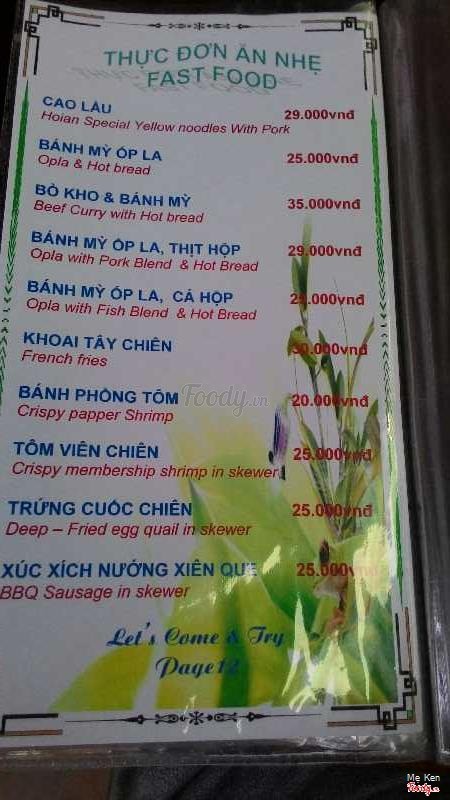 THỰC ĐƠN ĂN NHẸ
FAST FOOD
CAO LẦU 29.000vnđ
Hoian Special Yellow noodles With Pork
BÁNH MỲ ÓP LA 25.000vnđ
Opla & Hot bread
BÒ KHO & BÁNH MỲ 35.000vnđ
Beef Curry with Hot bread
BÁNH MỲ ỐP LA, THỊT HỘP 29.000vnđ
Opla with Pork Blend & Hot Bread
BÁNH MỲ ỐP LA, CÁ HỘP 29.000vnđ
Opla with Fish Blend & Hot Bread
KHOAI TÂY CHIÊN 30.000vnđ
French fries
BÁNH PHỒNG TÔM 20.000vnđ
Crispy papper Shrimp
TÔM VIÊN CHIÊN 25.000vnđ
Crispy membership shrimp in skewer
TRỨNG CUỐC CHIÊN 25.000vnđ
Deep – Fried egg quail in skewer
XÚC XÍCH NƯỚNG XIÊN QUE 25.000vnđ
BBQ Sausage in skewer
Let's Come & Try
Page12
Foody.vn
Me Ken
Foody.vn